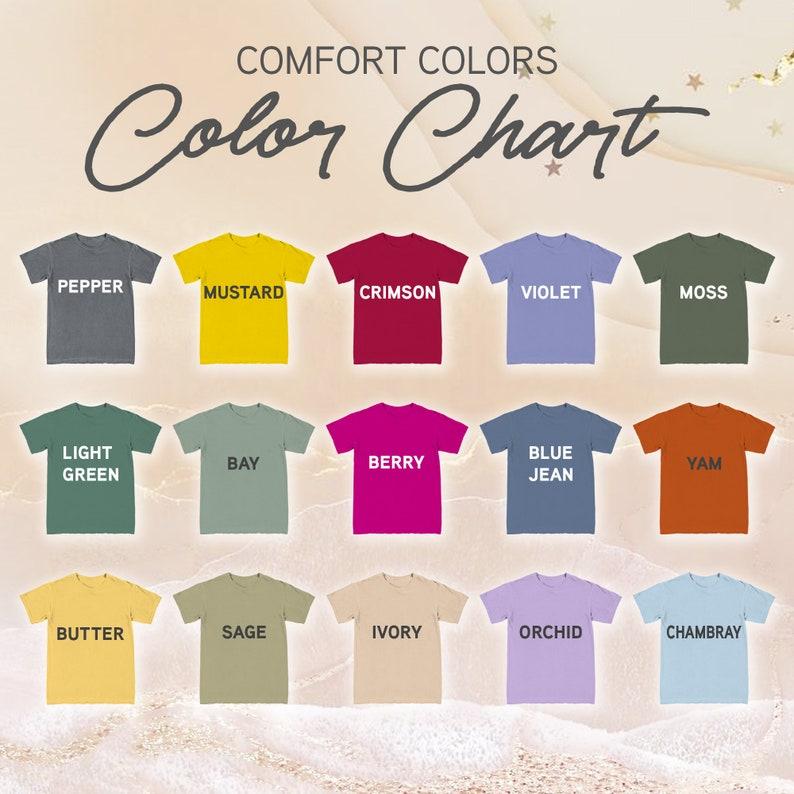 COMFORT COLORS
Color Chart
PEPPER
MUSTARD
CRIMSON
VIOLET
MOSS
LIGHT
GREEN
BAY
BERRY
BLUE
JEAN
YAM
BUTTER
SAGE
IVORY
ORCHID
CHAMBRAY